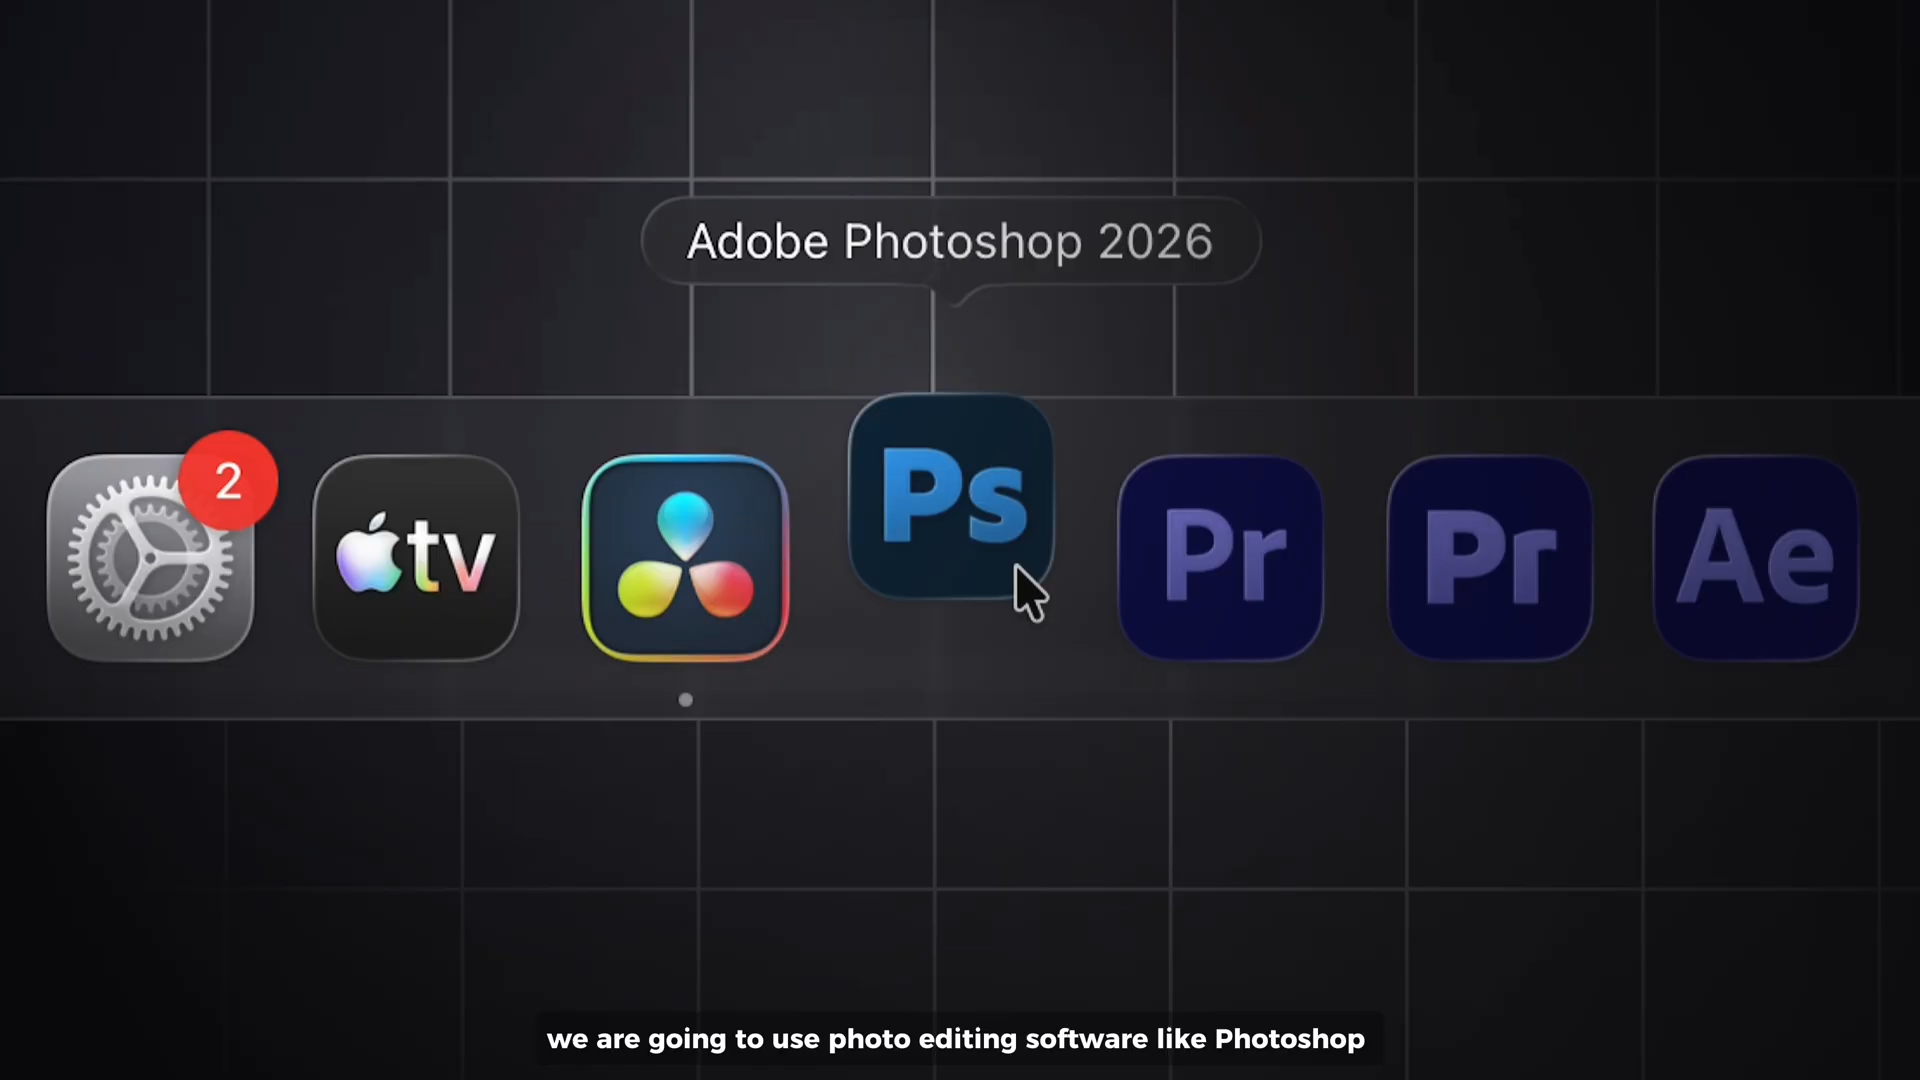 Adobe Photoshop 2026
2
tv
Ps
Pr
Pr
Ae
we are going to use photo editing software like Photoshop